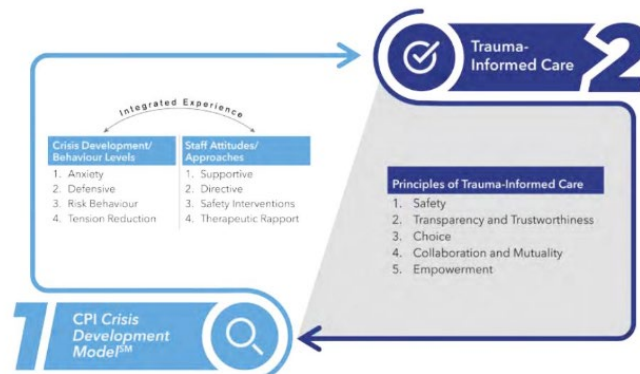 Trauma-
Informed Care
2
Integrated Experience
Crisis Development/
Behaviour Levels
1. Anxiety
2. Defensive
3. Risk Behaviour
4. Tension Reduction
Staff Attitudes/
Approaches
1. Supportive
2. Directive
3. Safety Interventions
4. Therapeutic Rapport
Principles of Trauma-Informed Care
1. Safety
2. Transparency and Trustworthiness
3. Choice
4. Collaboration and Mutuality
5. Empowerment
1
CPI Crisis
Development
Model℠